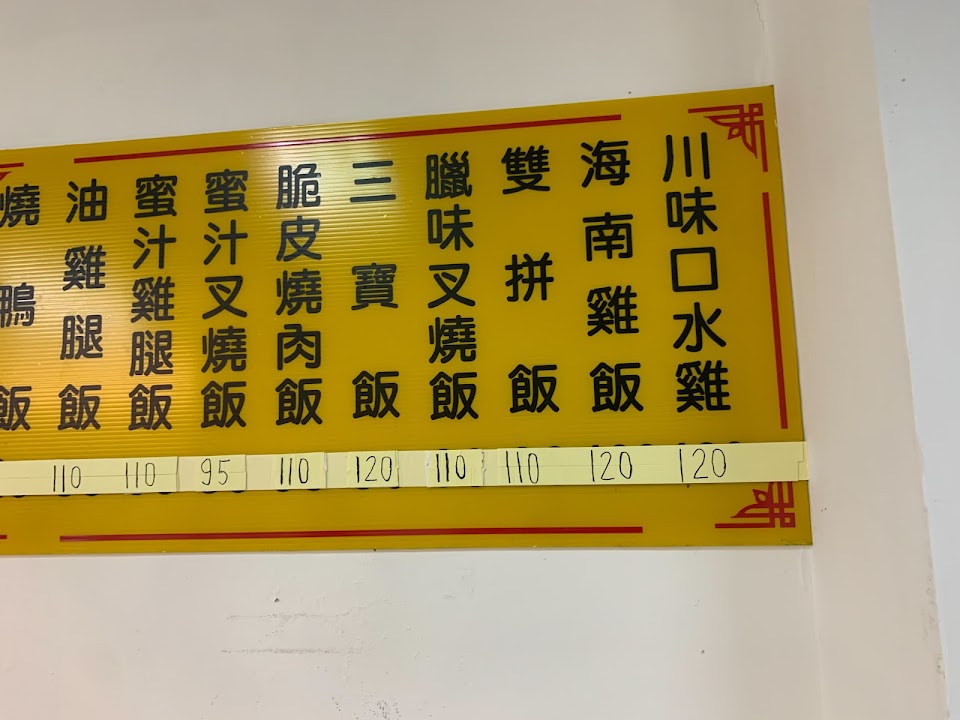 川味口水雞
海南雞飯
雙拼飯
臘味叉燒飯
三寶飯
脆皮燒肉飯
蜜汁叉燒飯
蜜汁雞腿飯
油雞腿飯
燒鴨飯
120
120
110
110
120
110
95
110
110